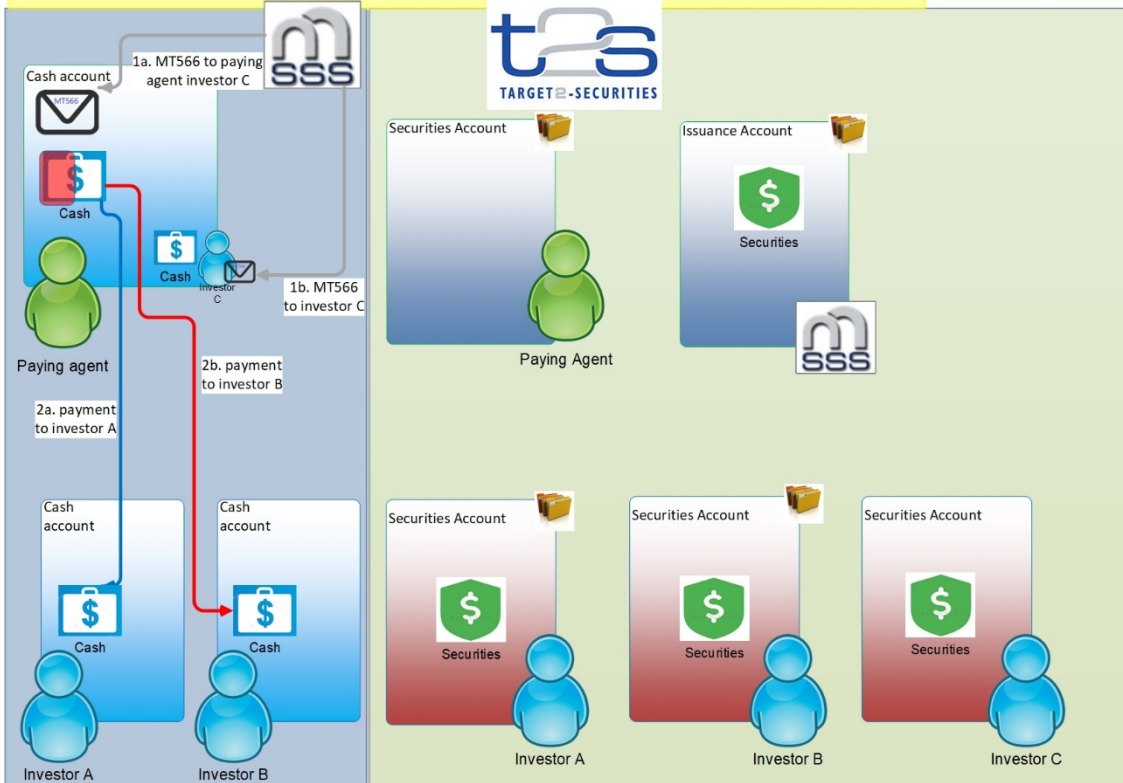 1a. MT566 to paying
agent investor C
Cash account
MT566
Cash
Cash
Investor
C
1b. MT566
to investor C
Paying agent
2b. payment
to investor B
2a. payment
to investor A
Cash
account
Cash
Investor A
Cash
account
Cash
Investor B
m
sss
t2s
TARGET2-SECURITIES
Securities Account
Paying Agent
Issuance Account
Securities
m
sss
Securities Account
Securities
Investor A
Securities Account
Securities
Investor B
Securities Account
Securities
Investor C